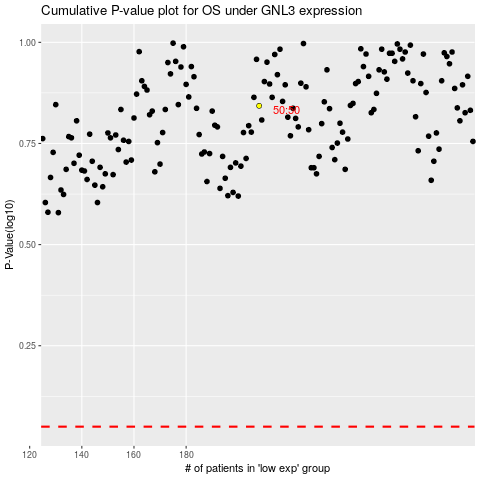 Cumulative P-value plot for OS under GNL3 expression
1.00
0.75
50:50
0.50
0.25
P-Value(log10)
120 140 160 180
# of patients in 'low exp' group